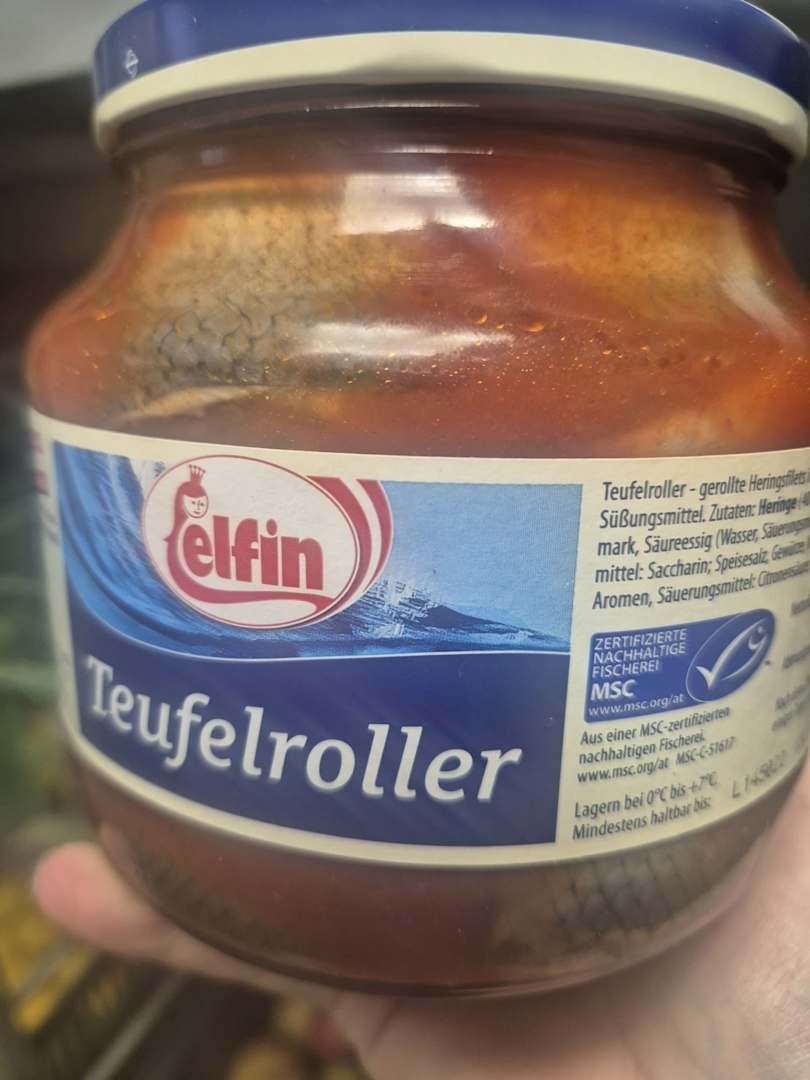 elfin
Teufelroller
Teufelroller - gerollte Heringsfilets
Süßungsmittel. Zutaten: Heringe
mark, Säureessig (Wasser,
mittel: Saccharin; Speisesalz, Gewürze,
Aromen, Säuerungsmittel:
ZERTIFIZIERTE
NACHHALTIGE
FISCHEREI
MSC
www.msc.org/at
Aus einer MSC-zertifizierten
nachhaltigen Fischerei.
www.msc.org/at MSC-C-51617
Lagern bei 0°C bis +7°C.
Mindestens haltbar bis: